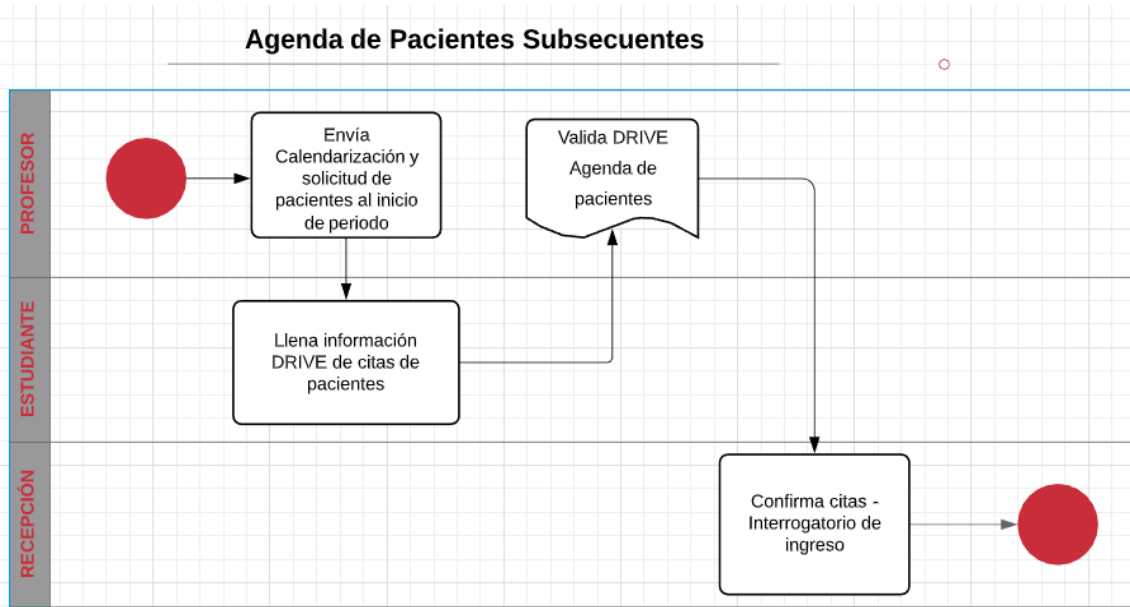 Agenda de Pacientes Subsecuentes
PROFESOR
Envía
Calendarización y
solicitud de
pacientes al inicio
de periodo
Valida DRIVE
Agenda de
pacientes
ESTUDIANTE
Llena información
DRIVE de citas de
pacientes
RECEPCIÓN
Confirma citas -
Interrogatorio de
ingreso